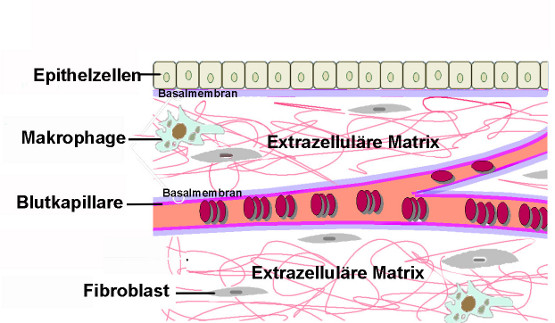 Epithelzellen
Basalmembran
Makrophage
Extrazelluläre Matrix
Basalmembran
Blutkapillare
Extrazelluläre Matrix
Fibroblast